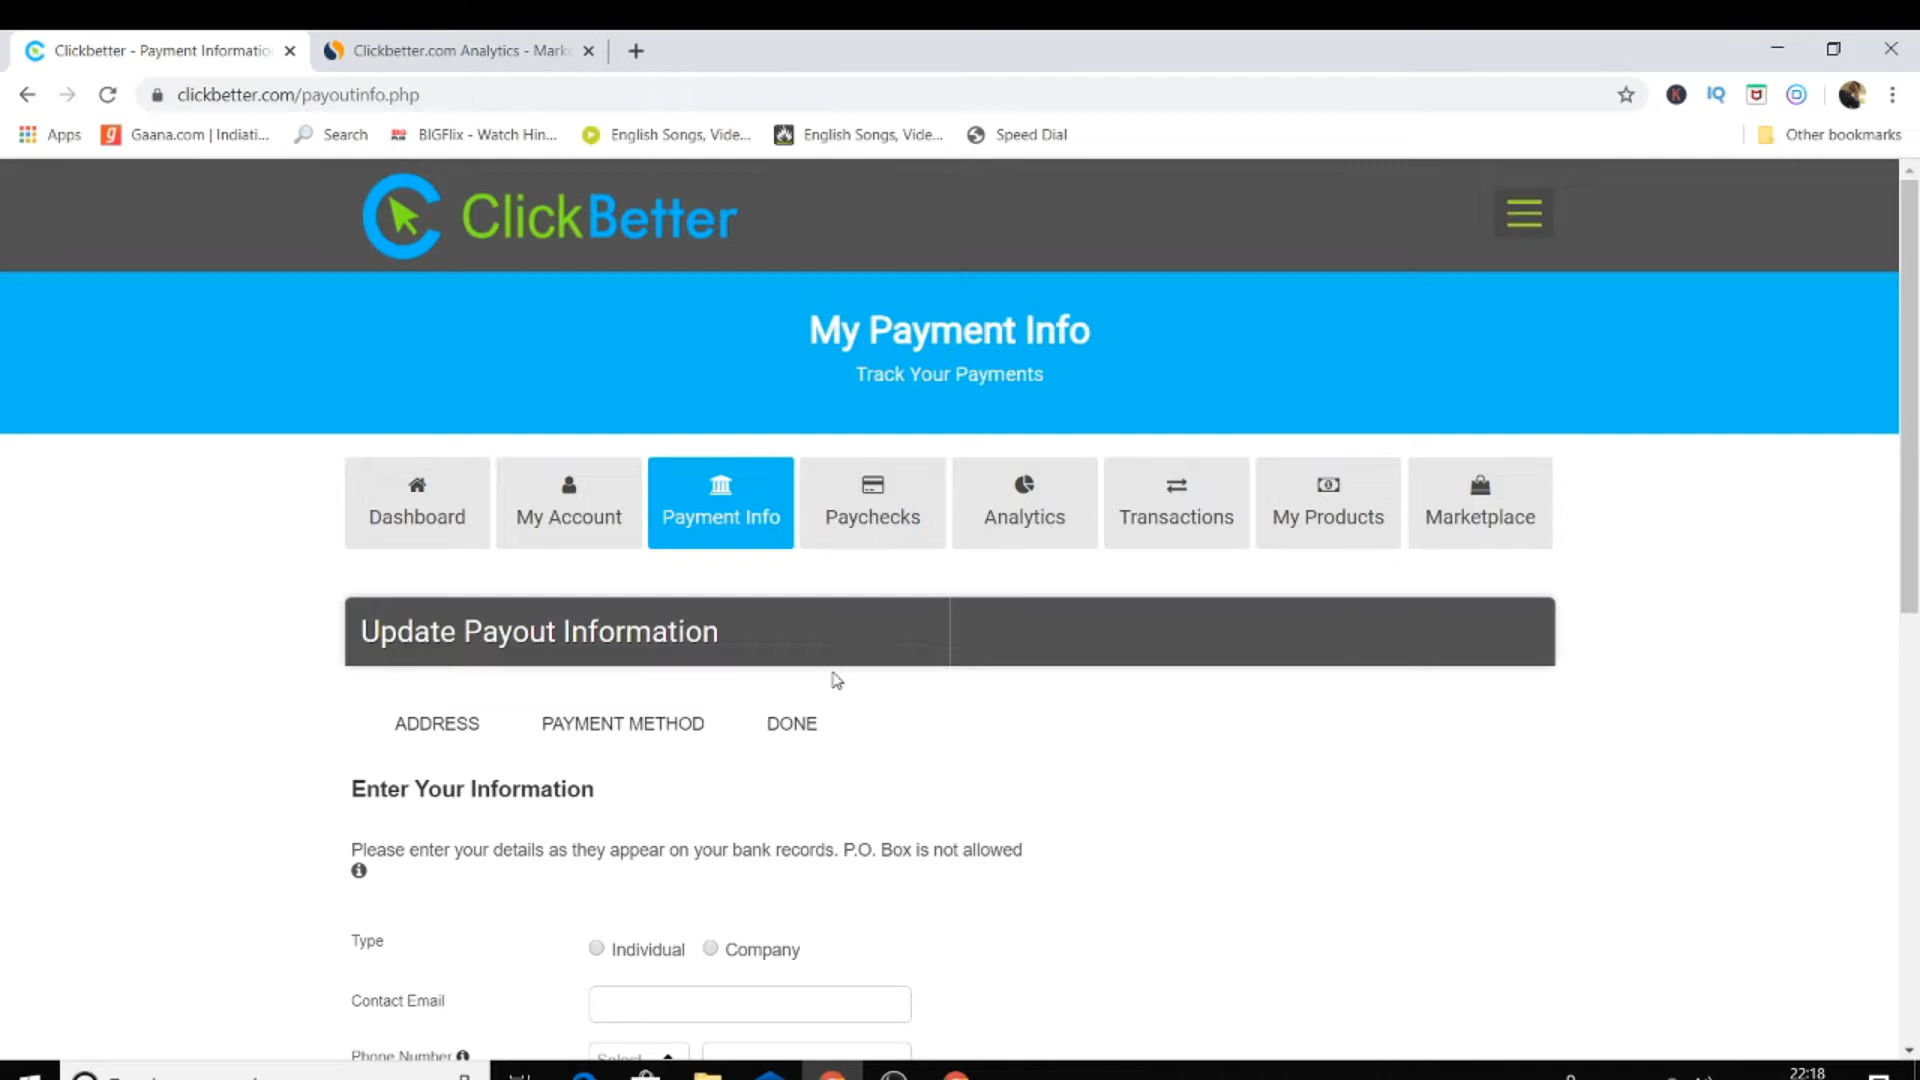 Clickbetter - Payment Informatio
Clickbetter.com Analytics - Mark
clickbetter.com/payoutinfo.php
IQ
Apps
Gaana.com | Indiati...
Search
BIGFlix - Watch Hin...
English Songs, Vide...
English Songs, Vide...
Speed Dial
Other bookmarks
ClickBetter
My Payment Info
Track Your Payments
Dashboard
My Account
Payment Info
Paychecks
Analytics
Transactions
My Products
Marketplace
Update Payout Information
ADDRESS
PAYMENT METHOD
DONE
Enter Your Information
Please enter your details as they appear on your bank records. P.O. Box is not allowed
Type
Individual
Company
Contact Email
Phone Number
Select
22:18